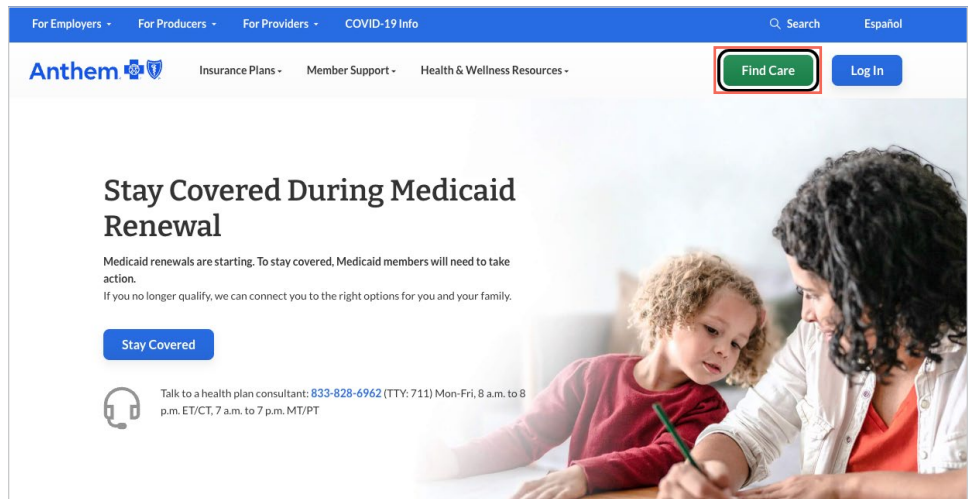 For Employers For Producers For Providers COVID-19 Info Search Español
Anthem Insurance Plans Member Support Health & Wellness Resources Find Care Log In
Stay Covered During Medicaid
Renewal
Medicaid renewals are starting. To stay covered, Medicaid members will need to take
action.
If you no longer qualify, we can connect you to the right options for you and your family.
Stay Covered
Talk to a health plan consultant: 833-828-6962 (TTY: 711) Mon-Fri, 8 a.m. to 8
p.m. ET/CT, 7 a.m. to 7 p.m. MT/PT